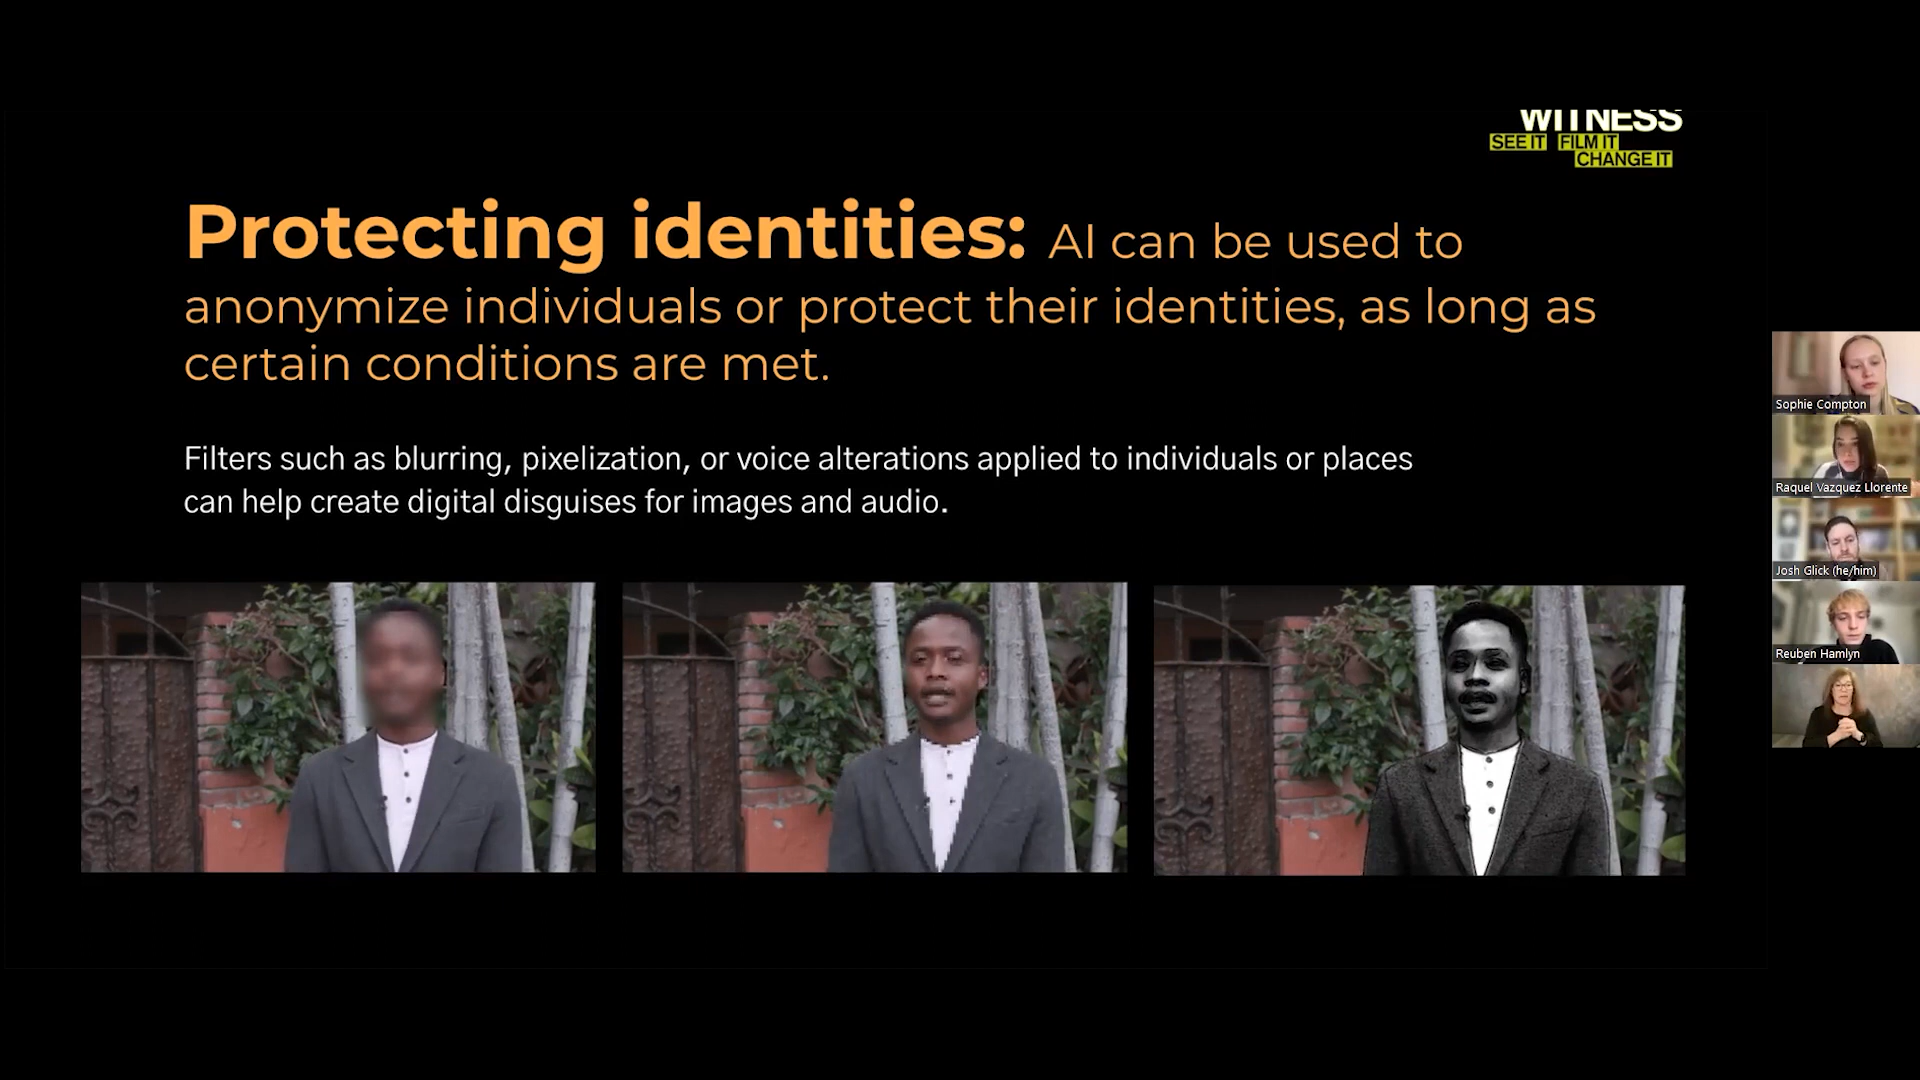 WITNESS
SEE IT FILM IT
CHANGE IT
Protecting identities: AI can be used to
anonymize individuals or protect their identities, as long as
certain conditions are met.
Filters such as blurring, pixelization, or voice alterations applied to individuals or places
can help create digital disguises for images and audio.
Sophie Compton
Raquel Vazquez Llorente
Josh Glick (he/him)
Reuben Hamlyn